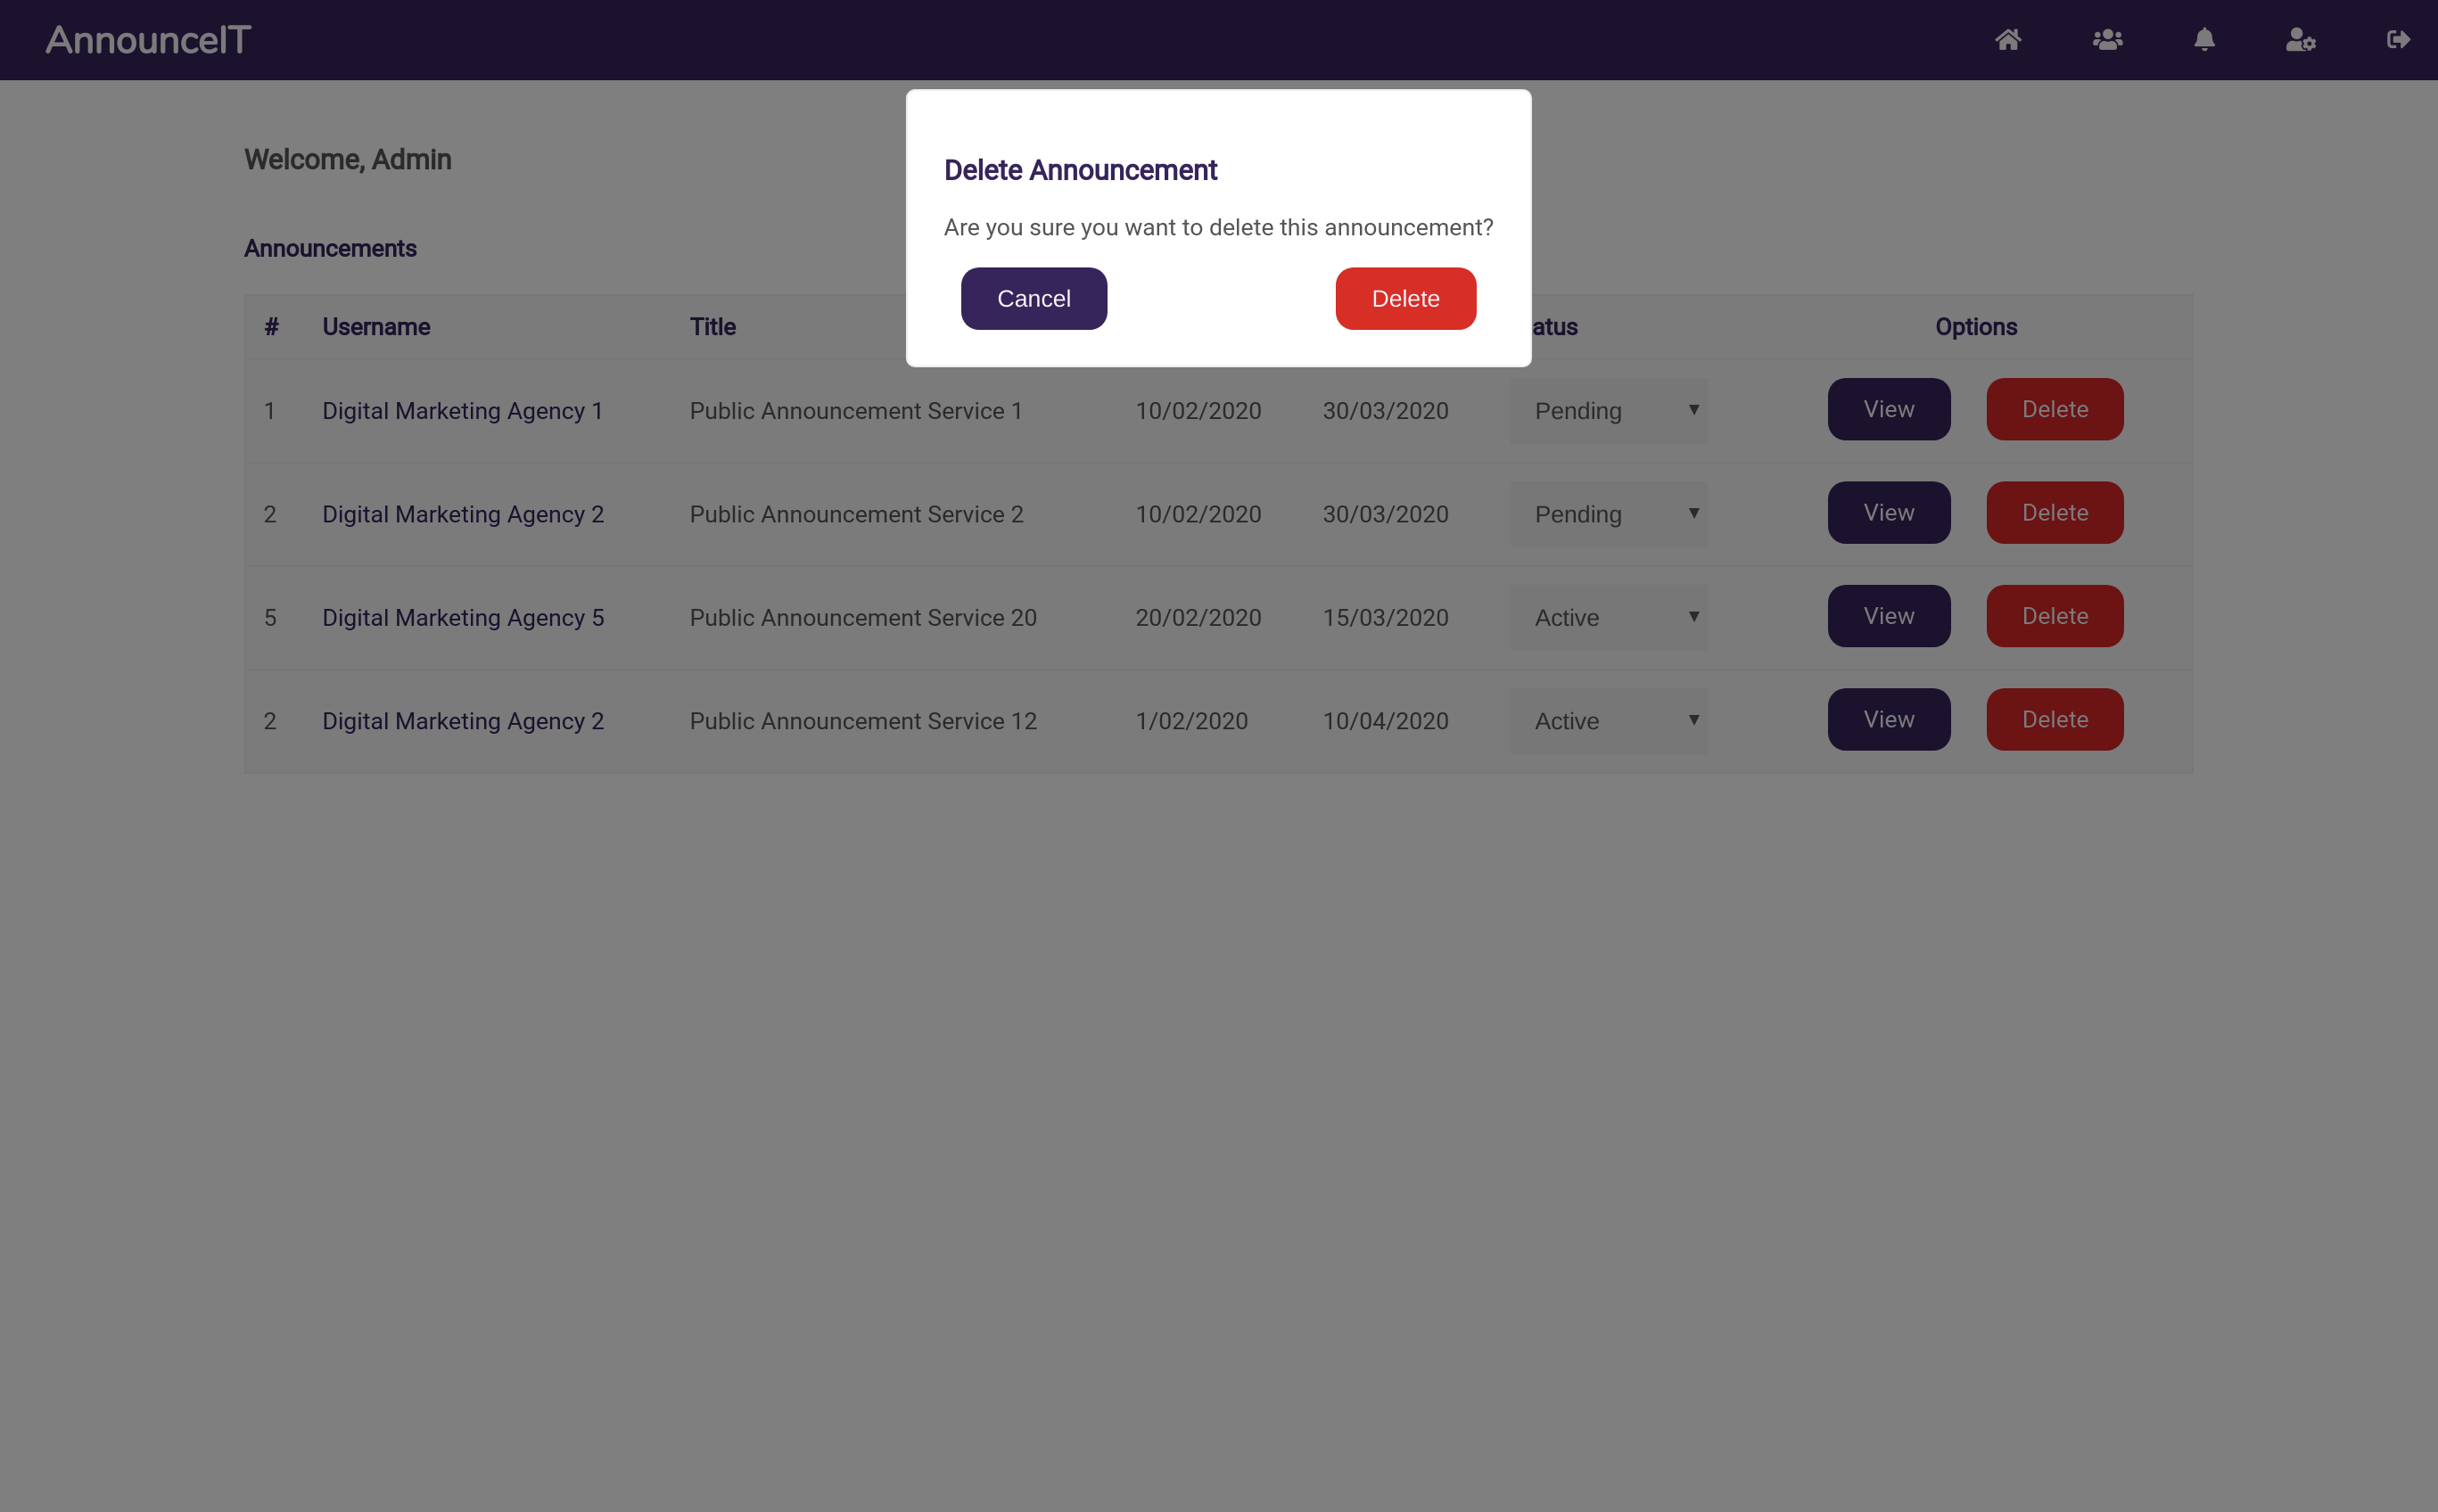 AnnounceIT
Delete Announcement
Are you sure you want to delete this announcement?
Cancel Delete
Welcome, Admin
Announcements
# Username Title atus Options
1 Digital Marketing Agency 1 Public Announcement Service 1 10/02/2020 30/03/2020 Pending View Delete
2 Digital Marketing Agency 2 Public Announcement Service 2 10/02/2020 30/03/2020 Pending View Delete
5 Digital Marketing Agency 5 Public Announcement Service 20 20/02/2020 15/03/2020 Active View Delete
2 Digital Marketing Agency 2 Public Announcement Service 12 1/02/2020 10/04/2020 Active View Delete